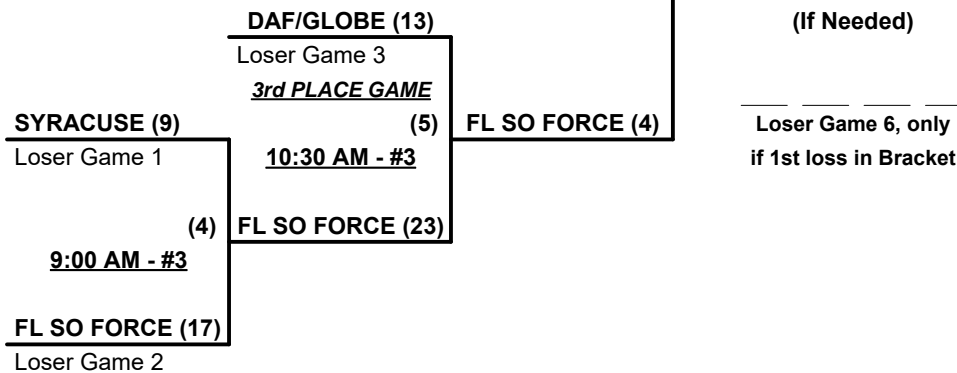 DAF/GLOBE (13)
(If Needed)
Loser Game 3
3rd PLACE GAME
SYRACUSE (9)
(5)
FL SO FORCE (4)
Loser Game 6, only
Loser Game 1
10:30 AM - #3
if 1st loss in Bracket
(4)
FL SO FORCE (23)
9:00 AM - #3
FL SO FORCE (17)
Loser Game 2